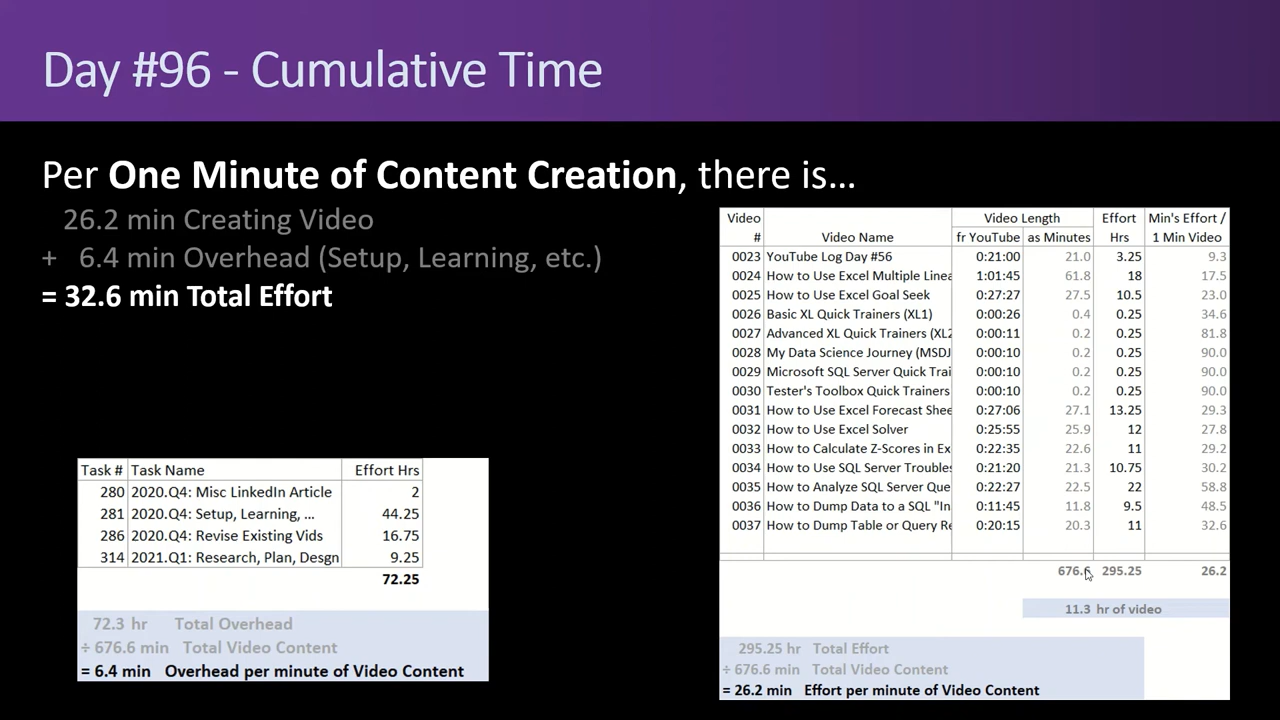 Day #96 - Cumulative Time
Per One Minute of Content Creation, there is…
26.2 min Creating Video
+ 6.4 min Overhead (Setup, Learning, etc.)
= 32.6 min Total Effort
Task # Task Name Effort Hrs
280 2020.Q4: Misc LinkedIn Article 2
281 2020.Q4: Setup, Learning, … 44.25
286 2020.Q4: Revise Existing Vids 16.75
314 2021.Q1: Research, Plan, Desgn 9.25
72.25
72.3 hr Total Overhead
÷ 676.6 min Total Video Content
= 6.4 min Overhead per minute of Video Content
Video Video Length Effort Min's Effort /
# Video Name fr YouTube as Minutes Hrs 1 Min Video
0023 YouTube Log Day #56 0:21:00 21.0 3.25 9.3
0024 How to Use Excel Multiple Linea 1:01:45 61.8 18 17.5
0025 How to Use Excel Goal Seek 0:27:27 27.5 10.5 23.0
0026 Basic XL Quick Trainers (XL1) 0:00:26 0.4 0.25 34.6
0027 Advanced XL Quick Trainers (XL2 0:00:11 0.2 0.25 81.8
0028 My Data Science Journey (MSDJ 0:00:10 0.2 0.25 90.0
0029 Microsoft SQL Server Quick Trai 0:00:10 0.2 0.25 90.0
0030 Tester's Toolbox Quick Trainers 0:00:10 0.2 0.25 90.0
0031 How to Use Excel Forecast Shee 0:27:06 27.1 13.25 29.3
0032 How to Use Excel Solver 0:25:55 25.9 12 27.8
0033 How to Calculate Z-Scores in Ex 0:22:35 22.6 11 29.2
0034 How to Use SQL Server Troubles 0:21:20 21.3 10.75 30.2
0035 How to Analyze SQL Server Que 0:22:27 22.5 22 58.8
0036 How to Dump Data to a SQL "In 0:11:45 11.8 9.5 48.5
0037 How to Dump Table or Query Re 0:20:15 20.3 11 32.6
676.6 295.25 26.2
11.3 hr of video
295.25 hr Total Effort
÷ 676.6 min Total Video Content
= 26.2 min Effort per minute of Video Content